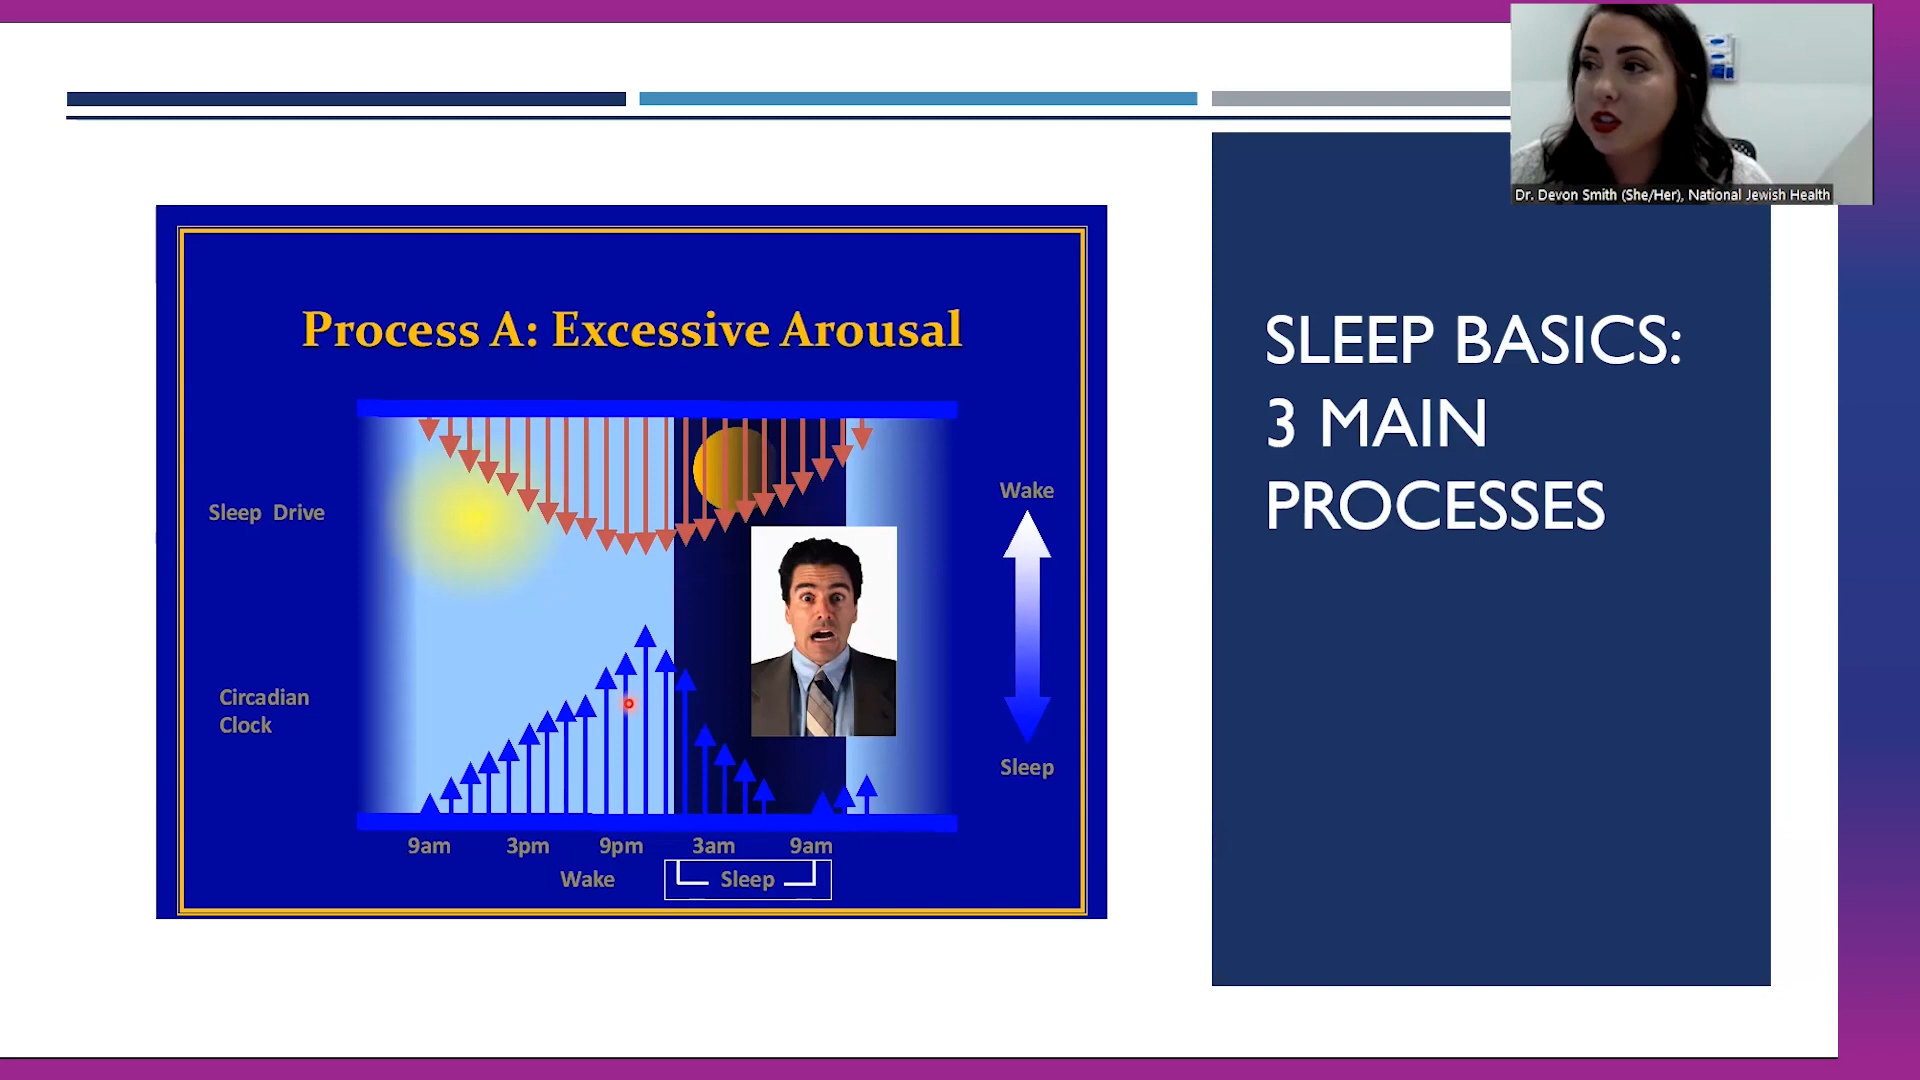 Dr. Devon Smith (She/Her), National Jewish Health
Process A: Excessive Arousal
Sleep Drive
Circadian
Clock
Wake
Sleep
9am 3pm 9pm 3am 9am
Wake Sleep
SLEEP BASICS:
3 MAIN
PROCESSES